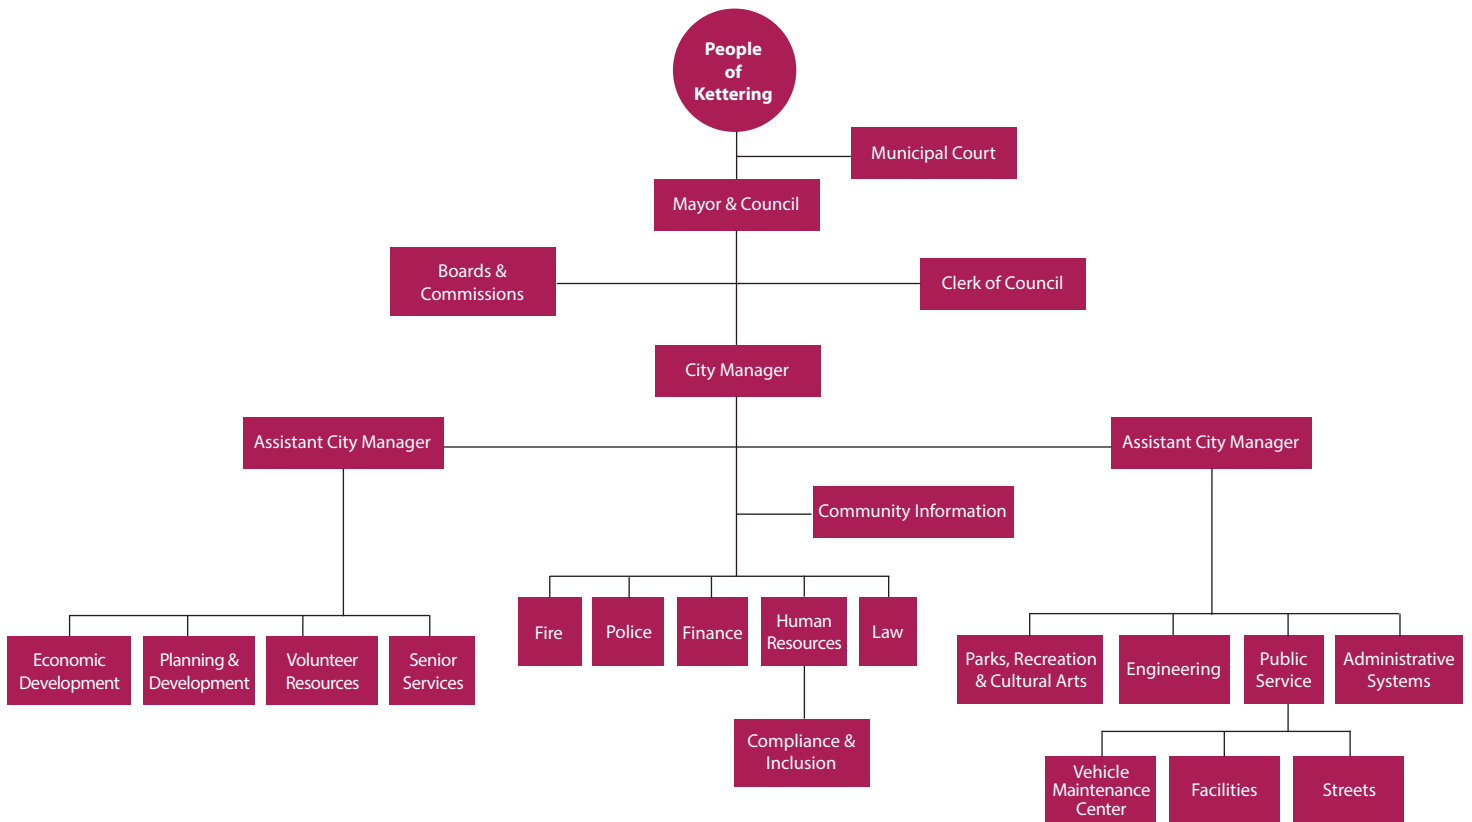 People
of
Kettering
Municipal Court
Mayor & Council
Boards &
Commissions
Clerk of Council
City Manager
Assistant City Manager
Assistant City Manager
Community Information
Fire
Police
Finance
Human
Resources
Law
Economic
Development
Planning &
Development
Volunteer
Resources
Senior
Services
Parks, Recreation
& Cultural Arts
Engineering
Public
Service
Administrative
Systems
Compliance &
Inclusion
Vehicle
Maintenance
Center
Facilities
Streets